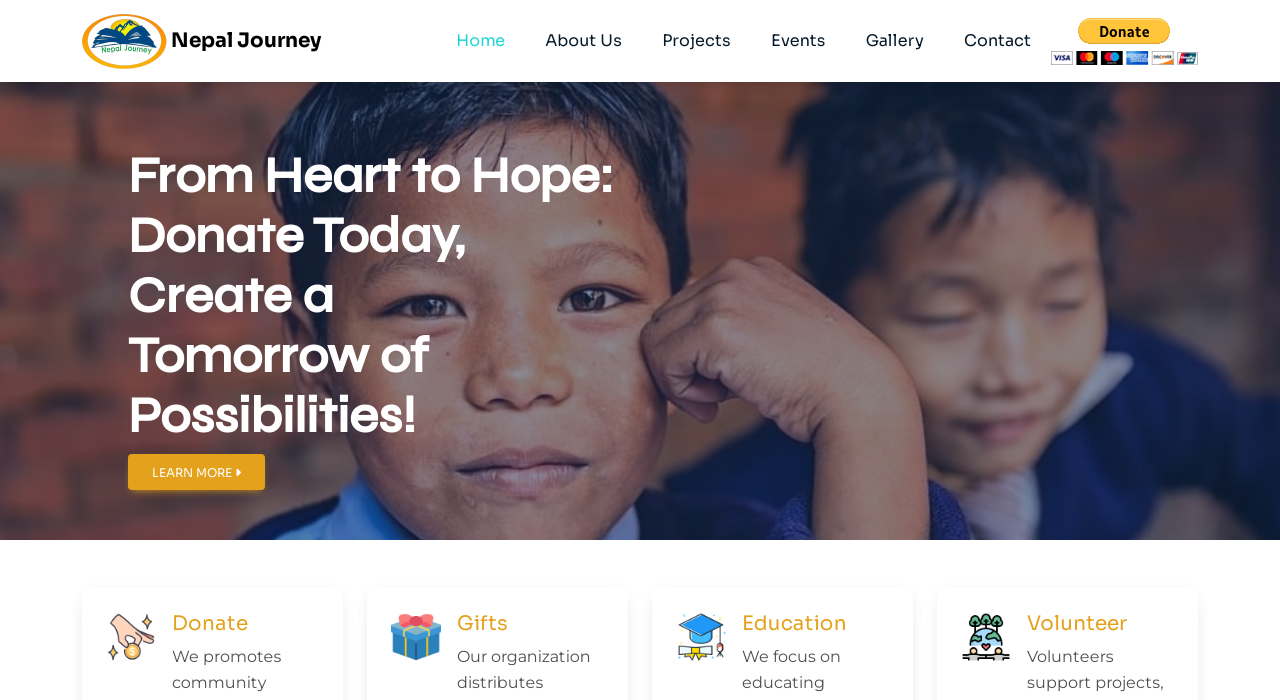 Nepal Journey
Nepal Journey
Home
About Us
Projects
Events
Gallery
Contact
Donate
VISA
DISCOVER
From Heart to Hope:
Donate Today,
Create a
Tomorrow of
Possibilities!
LEARN MORE
Donate
We promotes
community
Gifts
Our organization
distributes
Education
We focus on
educating
Volunteer
Volunteers
support projects,